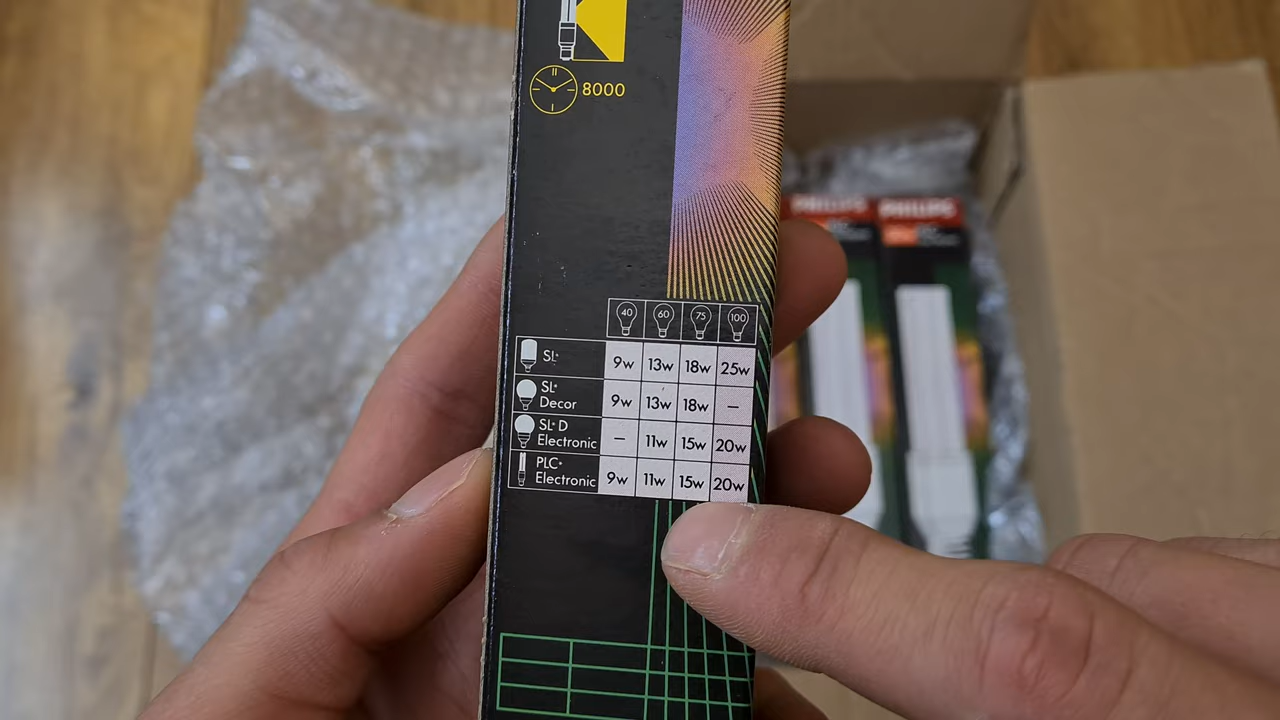 8000
40 60 75 100
SL* 9w 13w 18w 25w
SL*
Decor 9w 13w 18w –
SL* D
Electronic – 11w 15w 20w
PLC*
Electronic 9w 11w 15w 20w
PHILIPS PHILIPS